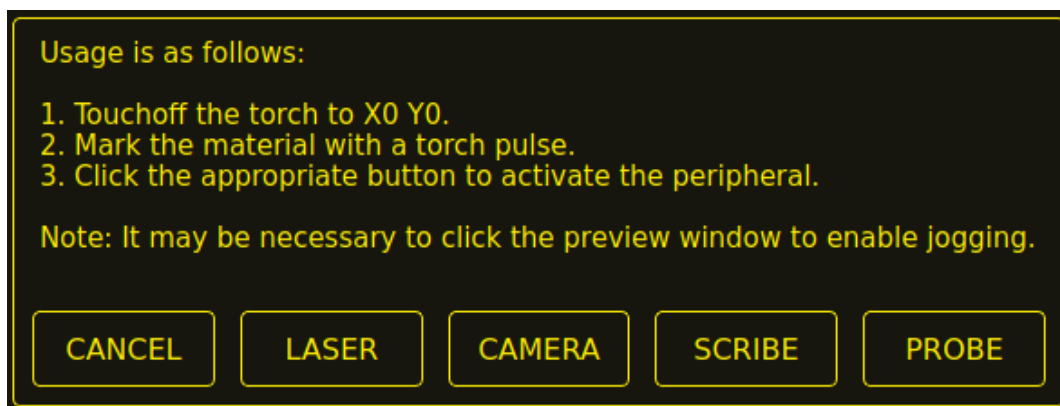 Usage is as follows:
1. Touchoff the torch to X0 Y0.
2. Mark the material with a torch pulse.
3. Click the appropriate button to activate the peripheral.
Note: It may be necessary to click the preview window to enable jogging.
CANCEL LASER CAMERA SCRIBE PROBE